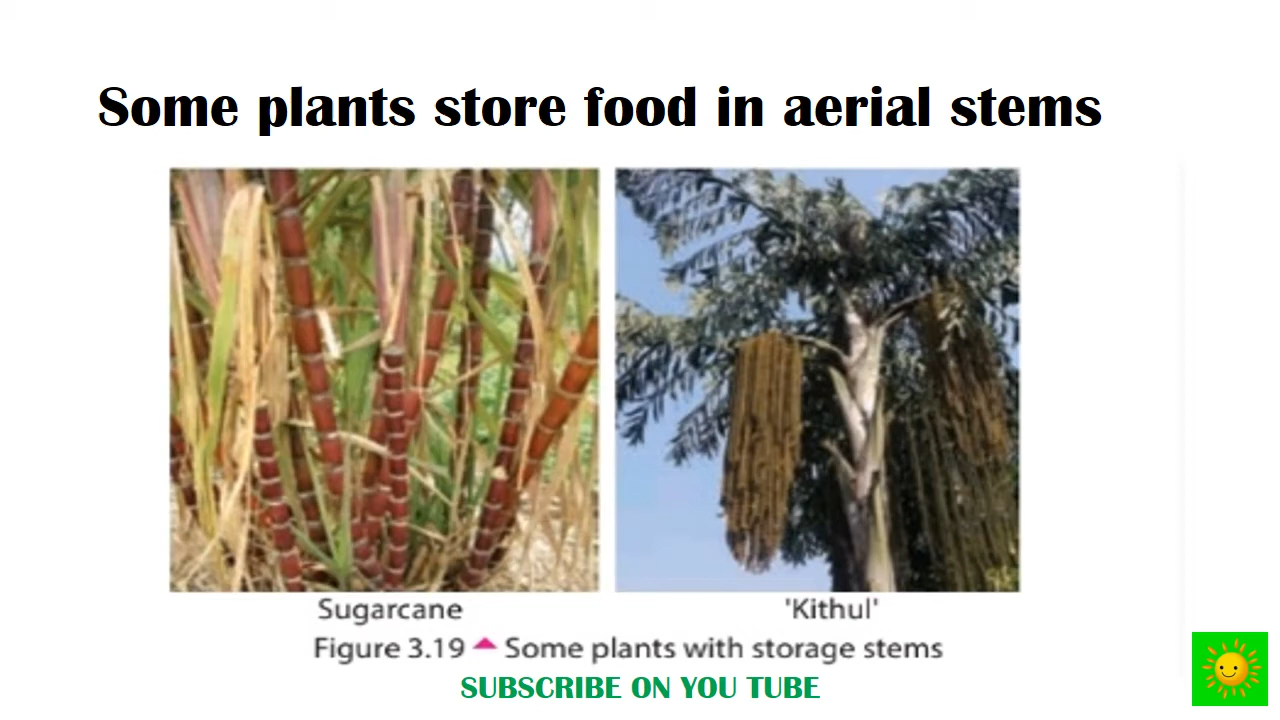 Some plants store food in aerial stems
Sugarcane
'Kithul'
Figure 3.19 ▲ Some plants with storage stems
SUBSCRIBE ON YOU TUBE